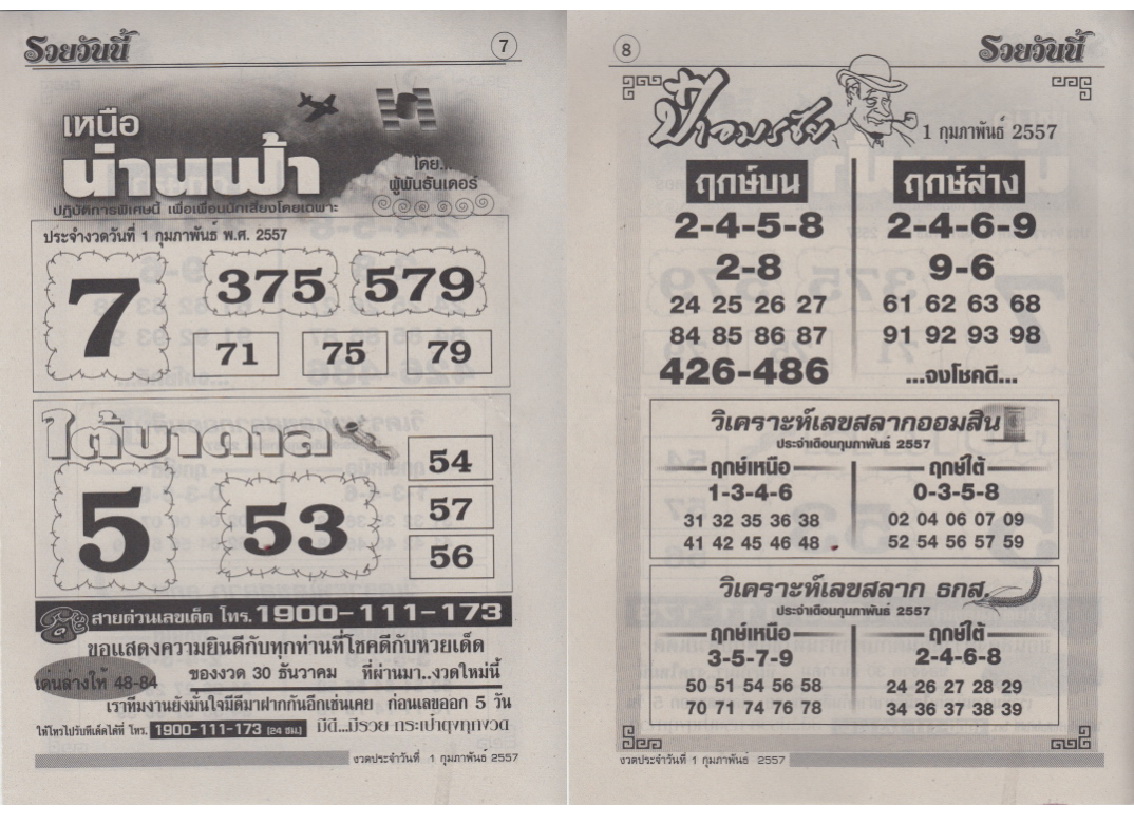 รวยวันนี้
7
เหนือ
น่านฟ้า
โดย...
ผู้พันธันเดอร์
ปฏิบัติการพิเศษนี้ เพื่อเพื่อนนักเสี่ยงโดยเฉพาะ
ประจำงวดวันที่ 1 กุมภาพันธ์ พ.ศ. 2557
7
375
579
71
75
79
ใต้บาดาล
5
53
54
57
56
สายด่วนเลขเด็ด โทร. 1900-111-173
ขอแสดงความยินดีกับทุกท่านที่โชคดีกับหวยเด็ด
ของงวด 30 ธันวาคม ที่ผ่านมา..งวดใหม่นี้
เด่นล่างให้ 48-84
เราทีมงานยังมั่นใจมีดีมาฝากกันอีกเช่นเคย ก่อนเลขออก 5 วัน
ให้โทรไปรับทีเด็ดได้ที่ โทร. 1900-111-173 (24 ชม.) มีดี...มีรวย กระเป๋าตุงทุกงวด
งวดประจำวันที่ 1 กุมภาพันธ์ 2557
8
รวยวันนี้
1 กุมภาพันธ์ 2557
ฤกษ์บน
2-4-5-8
2-8
24 25 26 27
84 85 86 87
426-486
ฤกษ์ล่าง
2-4-6-9
9-6
61 62 63 68
91 92 93 98
...จงโชคดี...
วิเคราะห์เลขสลากออมสิน
ประจำเดือนกุมภาพันธ์ 2557
ฤกษ์เหนือ
1-3-4-6
31 32 35 36 38
41 42 45 46 48
ฤกษ์ใต้
0-3-5-8
02 04 06 07 09
52 54 56 57 59
วิเคราะห์เลขสลาก ธกส.
ประจำเดือนกุมภาพันธ์ 2557
ฤกษ์เหนือ
3-5-7-9
50 51 54 56 58
70 71 74 76 78
ฤกษ์ใต้
2-4-6-8
24 26 27 28 29
34 36 37 38 39
งวดประจำวันที่ 1 กุมภาพันธ์ 2557